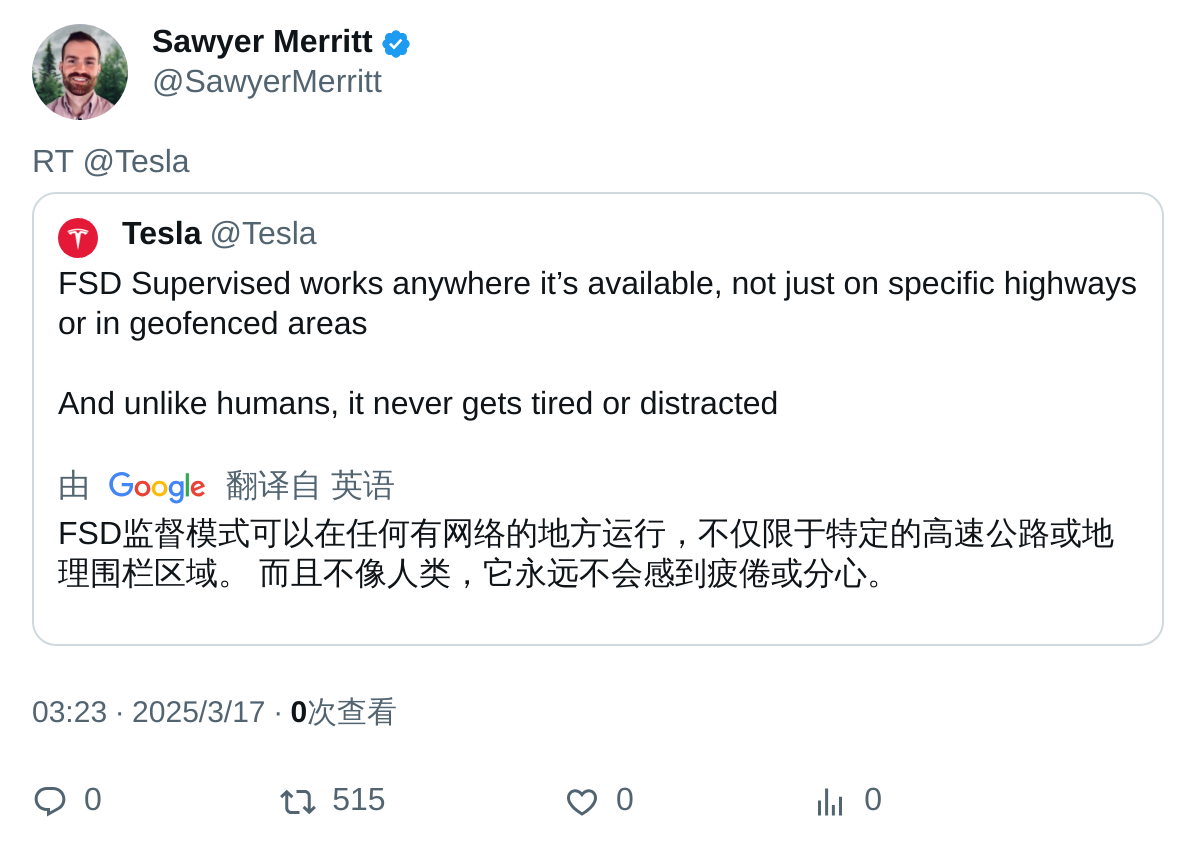 Sawyer Merritt
@SawyerMerritt
RT @Tesla
Tesla @Tesla
FSD Supervised works anywhere it’s available, not just on specific highways
or in geofenced areas
And unlike humans, it never gets tired or distracted
由 Google 翻译自 英语
FSD监督模式可以在任何有网络的地方运行，不仅限于特定的高速公路或地
理围栏区域。 而且不像人类，它永远不会感到疲倦或分心。
03:23 · 2025/3/17 · 0次查看
0 515 0 0